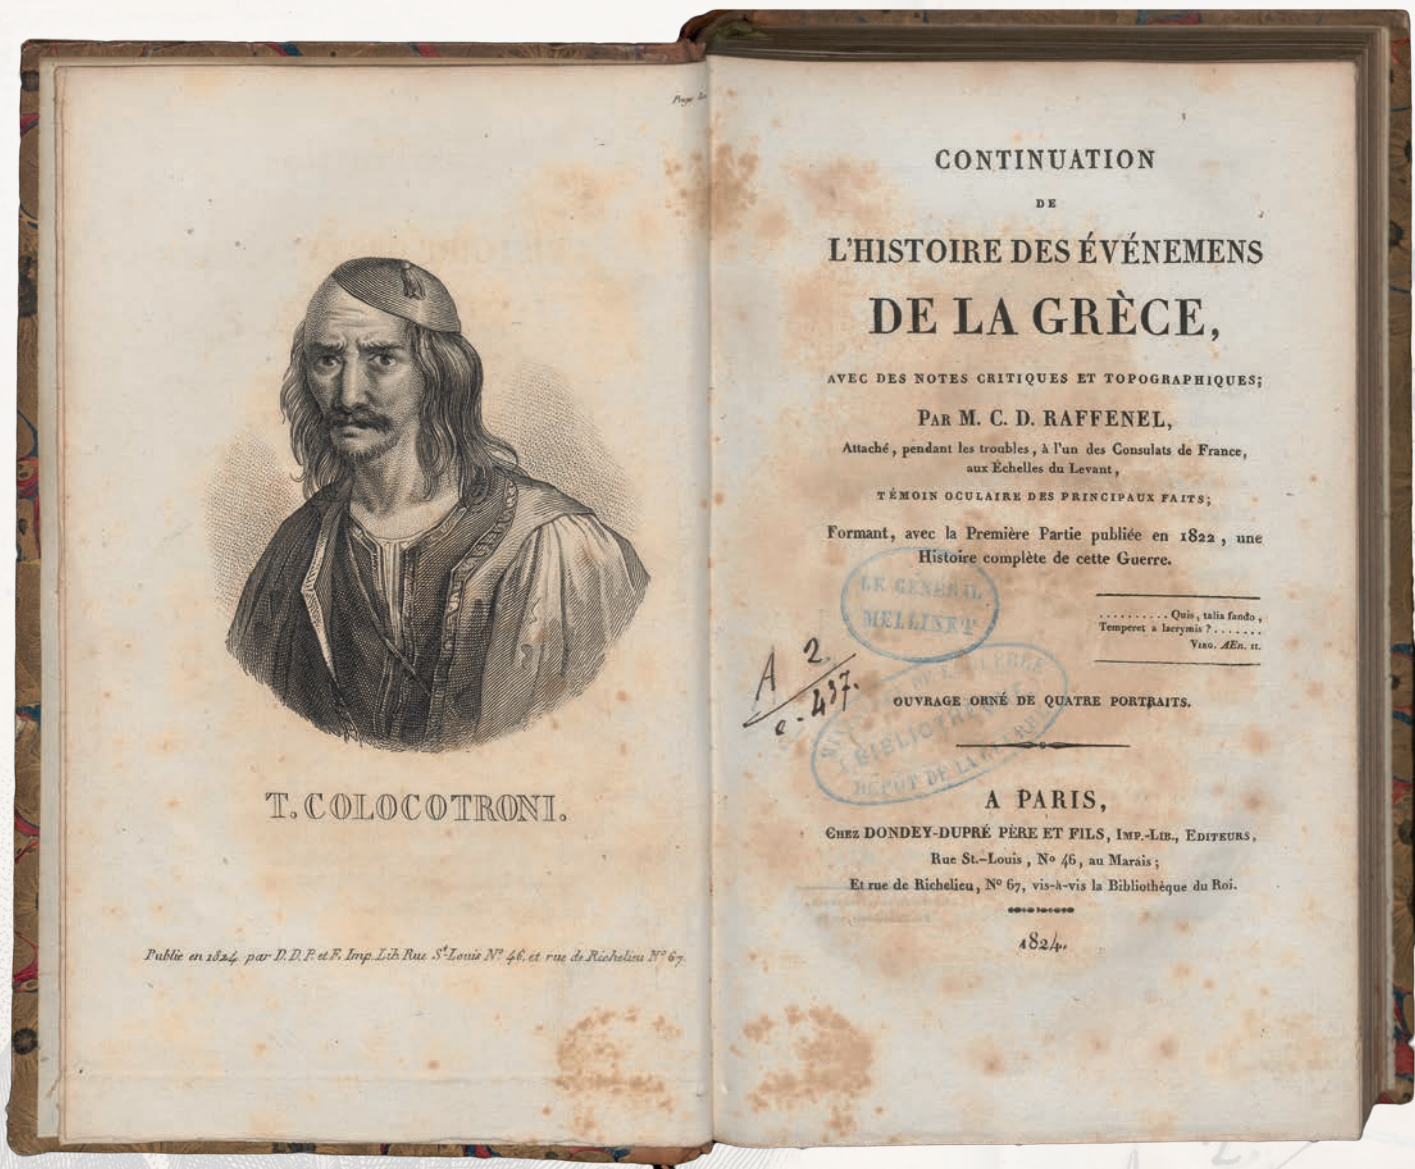 T. COLOCOTRONI.
Publié en 1824 par D. D. P. et F. Imp. Lib. Rue St. Louis No 46, et rue de Richelieu No 67.
CONTINUATION
DE
L'HISTOIRE DES ÉVÉNEMENS
DE LA GRÈCE,
AVEC DES NOTES CRITIQUES ET TOPOGRAPHIQUES;
PAR M. C. D. RAFFENEL,
Attaché, pendant les troubles, à l'un des Consulats de France,
aux Échelles du Levant,
TÉMOIN OCULAIRE DES PRINCIPAUX FAITS;
Formant, avec la Première Partie publiée en 1822, une
Histoire complète de cette Guerre.
LE GÉNÉRAL
MELLINET
.......... Quis, talia fando,
Temperet a lacrymis ? .......
VIRG. AEn. II.
A 2
e. 437.
OUVRAGE ORNÉ DE QUATRE PORTRAITS.
BIBLIOTHÈQUE
DÉPÔT DE LA GUERRE
A PARIS,
CHEZ DONDEY-DUPRÉ PÈRE ET FILS, IMP.-LIB., EDITEURS,
Rue St.-Louis, No 46, au Marais;
Et rue de Richelieu, No 67, vis-à-vis la Bibliothèque du Roi.
1824.